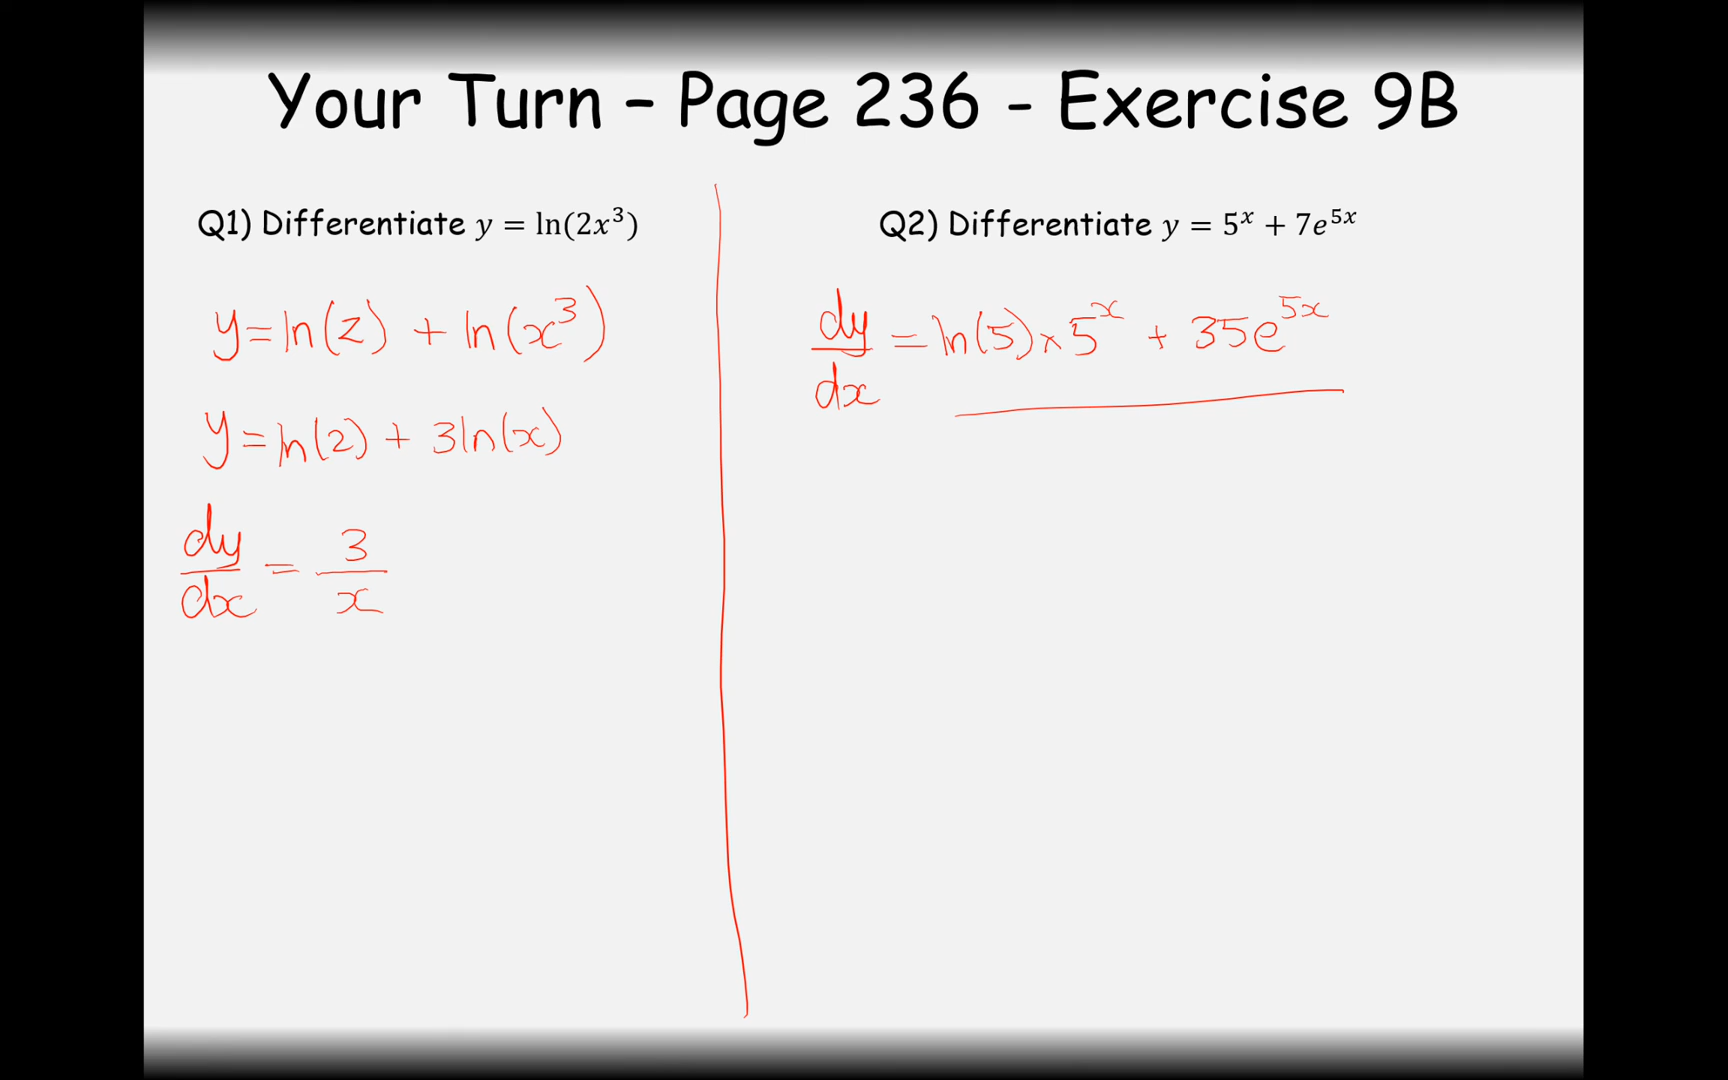 Your Turn – Page 236 - Exercise 9B
Q1) Differentiate y = ln(2x³)
y = ln(2) + ln(x³)
y = ln(2) + 3ln(x)
dy/dx = 3/x
Q2) Differentiate y = 5ˣ + 7e⁵ˣ
dy/dx = ln(5) × 5ˣ + 35e⁵ˣ